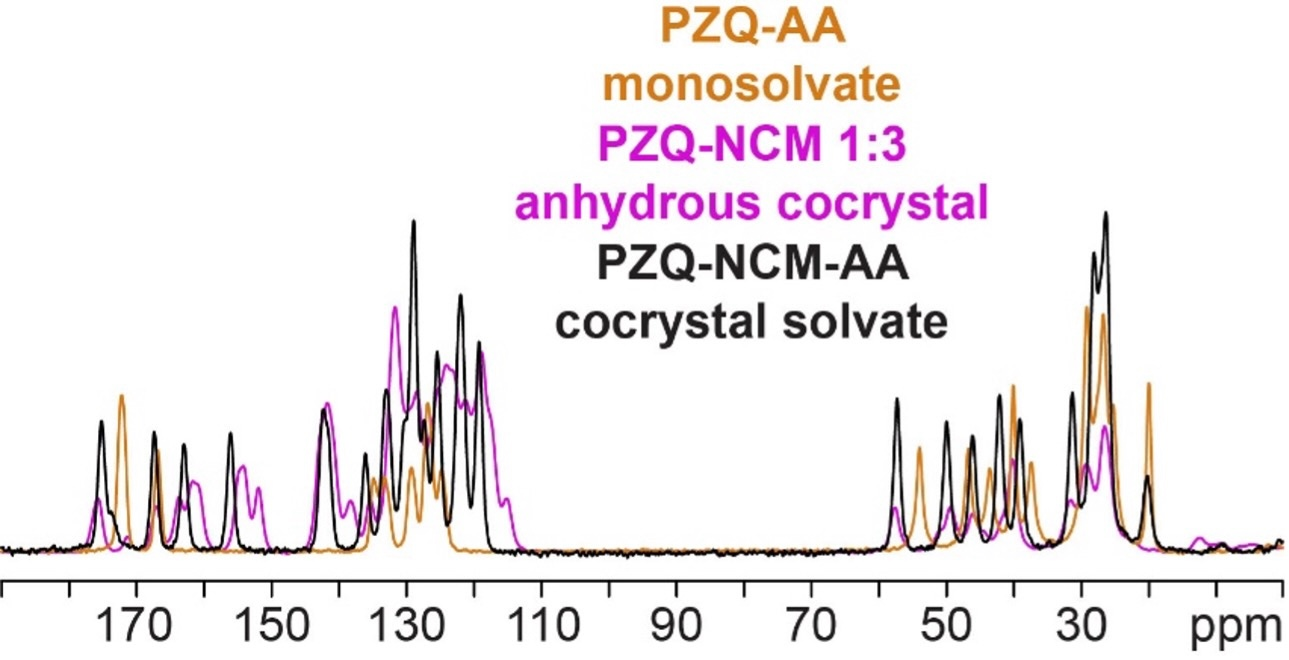 PZQ-AA
monosolvate
PZQ-NCM 1:3
anhydrous cocrystal
PZQ-NCM-AA
cocrystal solvate
170 150 130 110 90 70 50 30 ppm